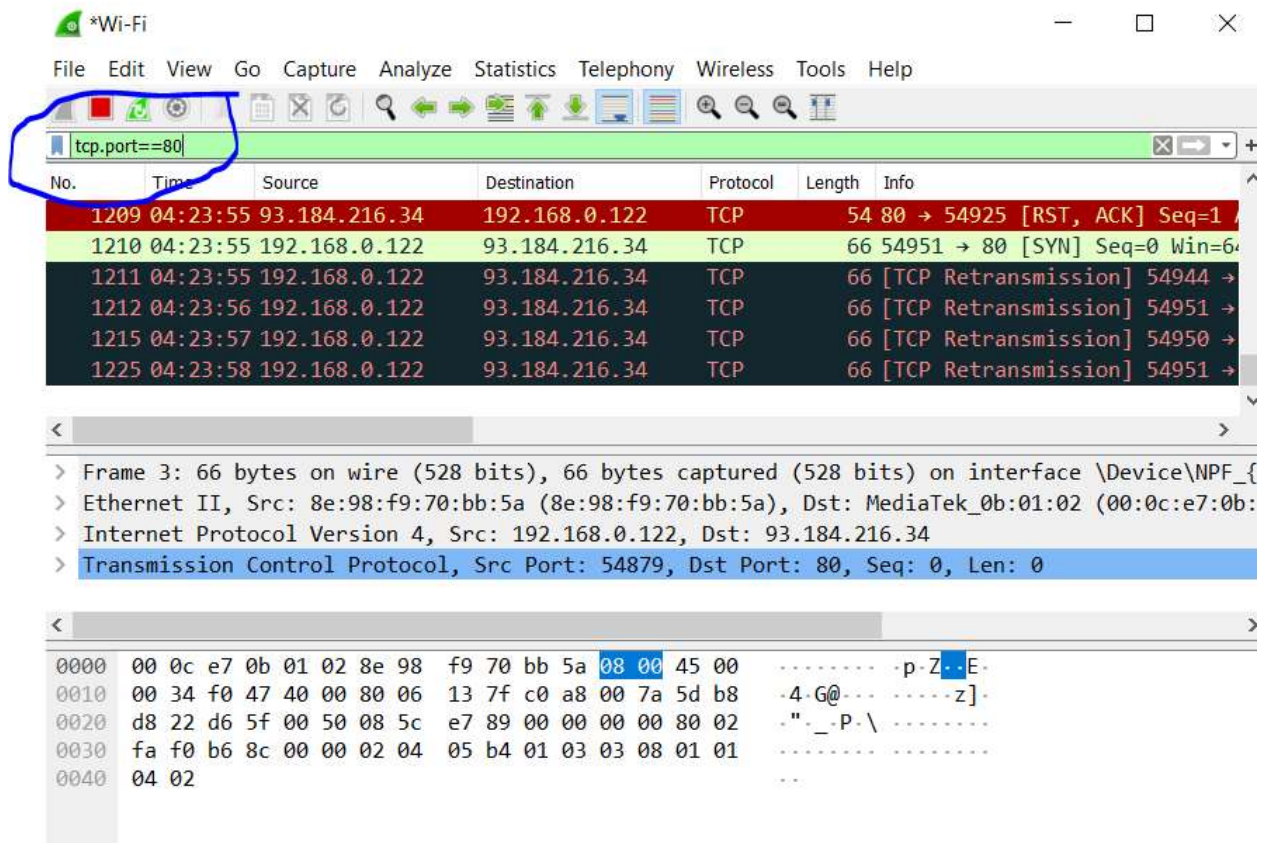 *Wi-Fi
File Edit View Go Capture Analyze Statistics Telephony Wireless Tools Help
tcp.port==80
No. Time Source Destination Protocol Length Info
1209 04:23:55 93.184.216.34 192.168.0.122 TCP 54 80 → 54925 [RST, ACK] Seq=1
1210 04:23:55 192.168.0.122 93.184.216.34 TCP 66 54951 → 80 [SYN] Seq=0 Win=64
1211 04:23:55 192.168.0.122 93.184.216.34 TCP 66 [TCP Retransmission] 54944 →
1212 04:23:56 192.168.0.122 93.184.216.34 TCP 66 [TCP Retransmission] 54951 →
1215 04:23:57 192.168.0.122 93.184.216.34 TCP 66 [TCP Retransmission] 54950 →
1225 04:23:58 192.168.0.122 93.184.216.34 TCP 66 [TCP Retransmission] 54951 →
> Frame 3: 66 bytes on wire (528 bits), 66 bytes captured (528 bits) on interface \Device\NPF_{
> Ethernet II, Src: 8e:98:f9:70:bb:5a (8e:98:f9:70:bb:5a), Dst: MediaTek_0b:01:02 (00:0c:e7:0b:
> Internet Protocol Version 4, Src: 192.168.0.122, Dst: 93.184.216.34
> Transmission Control Protocol, Src Port: 54879, Dst Port: 80, Seq: 0, Len: 0
0000 00 0c e7 0b 01 02 8e 98 f9 70 bb 5a 08 00 45 00 ········ ·p·Z··E·
0010 00 34 f0 47 40 00 80 06 13 7f c0 a8 00 7a 5d b8 ·4·G@··· ·····z]·
0020 d8 22 d6 5f 00 50 08 5c e7 89 00 00 00 00 80 02 ·"·_·P·\ ········
0030 fa f0 b6 8c 00 00 02 04 05 b4 01 03 03 08 01 01 ········ ········
0040 04 02 ··